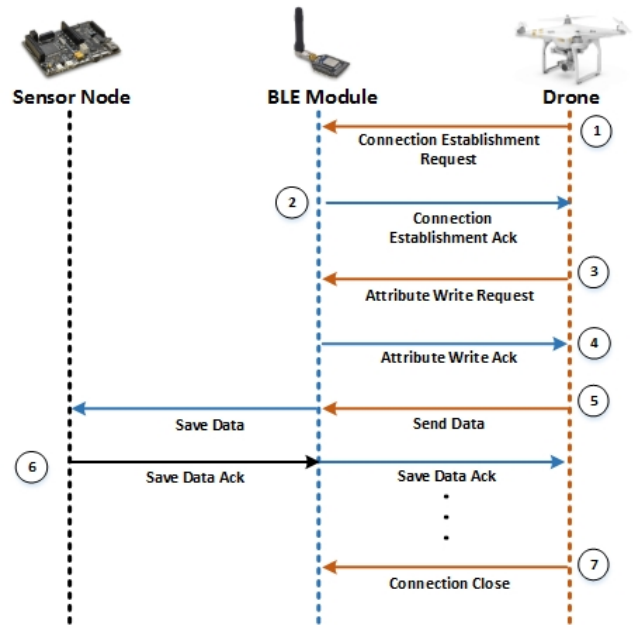 Sensor Node
BLE Module
Drone
1
Connection Establishment
Request
2
Connection
Establishment Ack
3
Attribute Write Request
4
Attribute Write Ack
5
Save Data
Send Data
6
Save Data Ack
Save Data Ack
7
Connection Close